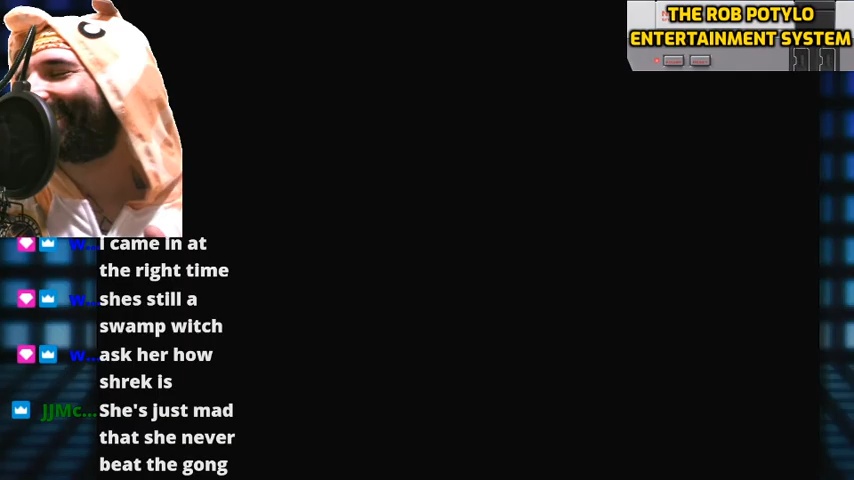 THE ROB POTYLO
ENTERTAINMENT SYSTEM
C
w... I came in at
the right time
w... shes still a
swamp witch
w... ask her how
shrek is
JJMc... She's just mad
that she never
beat the gong